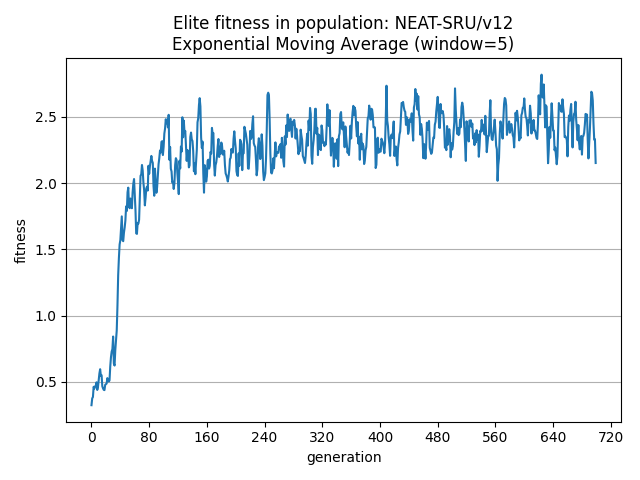 Elite fitness in population: NEAT-SRU/v12
Exponential Moving Average (window=5)
fitness
2.5
2.0
1.5
1.0
0.5
0 80 160 240 320 400 480 560 640 720
generation